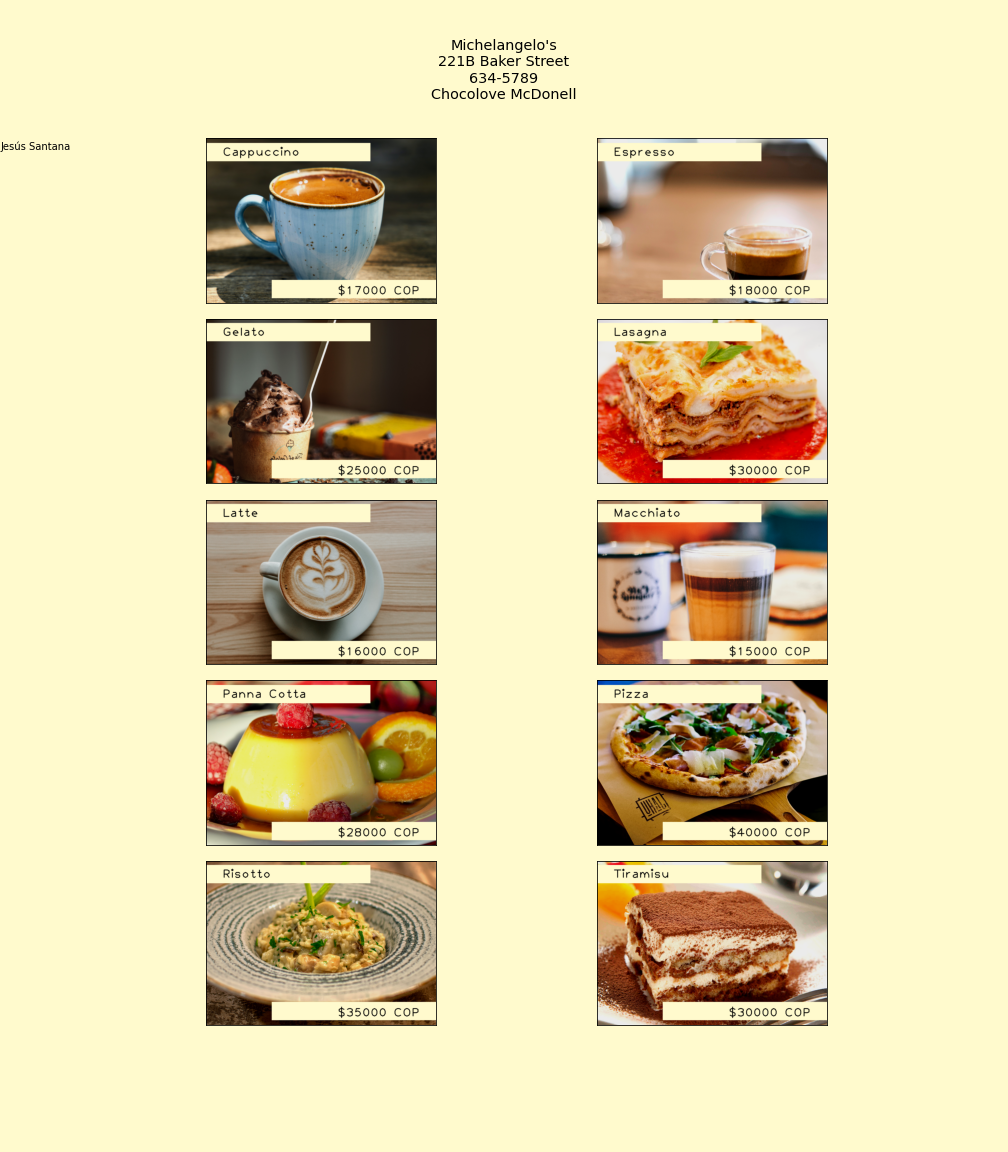 Michelangelo's
221B Baker Street
634-5789
Chocolove McDonell
Jesús Santana
Cappuccino
$17000 COP
Espresso
$18000 COP
Gelato
$25000 COP
Lasagna
$30000 COP
Latte
$16000 COP
Macchiato
$15000 COP
Panna Cotta
$28000 COP
Pizza
$40000 COP
Risotto
$35000 COP
Tiramisu
$30000 COP